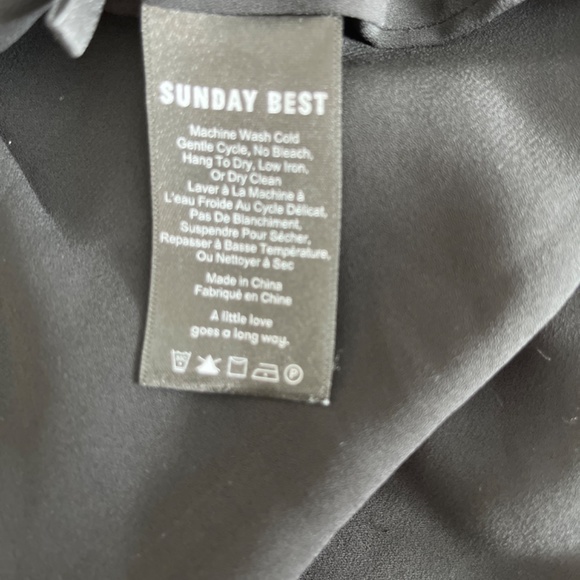 SUNDAY BEST
Machine Wash Cold
Gentle Cycle, No Bleach,
Hang To Dry, Low Iron,
Or Dry Clean
Laver à La Machine à
L'eau Froide Au Cycle Délicat,
Pas De Blanchiment,
Suspendre Pour Sécher,
Repasser à Basse Température,
Ou Nettoyer à Sec
Made in China
Fabriqué en Chine
A little love
goes a long way.
P